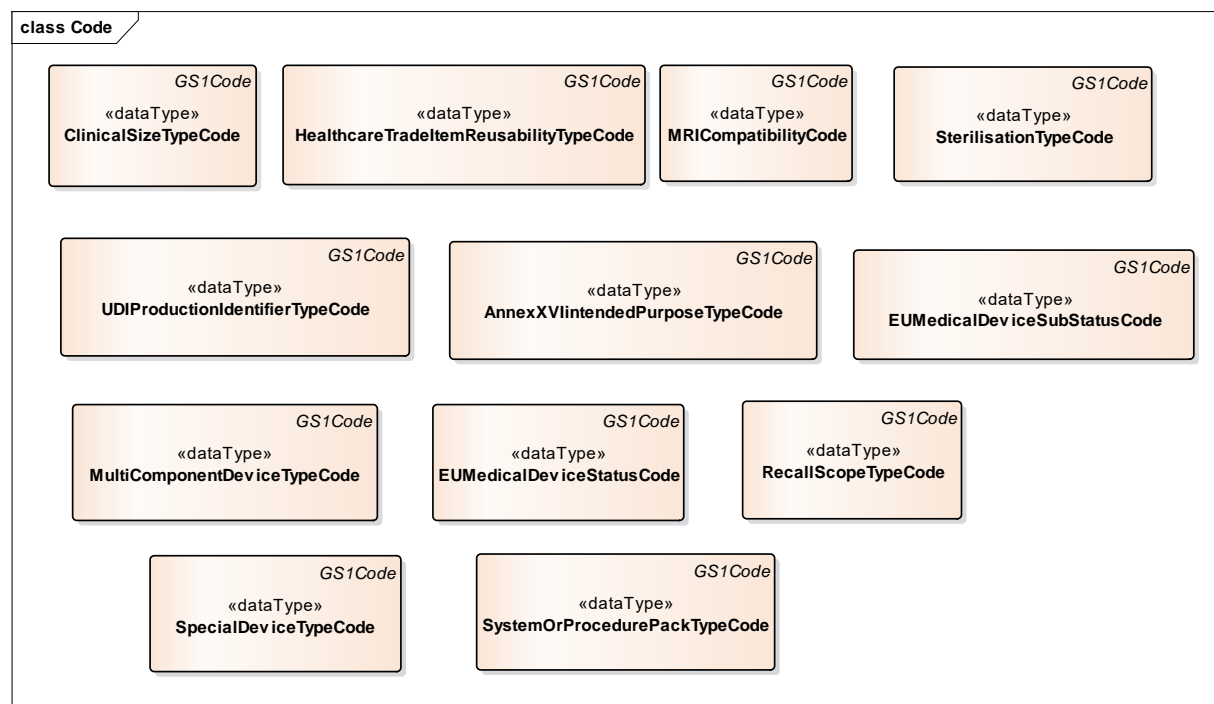 class Code
GS1Code
«dataType»
ClinicalSizeTypeCode
GS1Code
«dataType»
HealthcareTradeItemReusabilityTypeCode
GS1Code
«dataType»
MRICompatibilityCode
GS1Code
«dataType»
SterilisationTypeCode
GS1Code
«dataType»
UDIProductionIdentifierTypeCode
GS1Code
«dataType»
AnnexXVIintendedPurposeTypeCode
GS1Code
«dataType»
EUMedicalDeviceSubStatusCode
GS1Code
«dataType»
MultiComponentDeviceTypeCode
GS1Code
«dataType»
EUMedicalDeviceStatusCode
GS1Code
«dataType»
RecallScopeTypeCode
GS1Code
«dataType»
SpecialDeviceTypeCode
GS1Code
«dataType»
SystemOrProcedurePackTypeCode